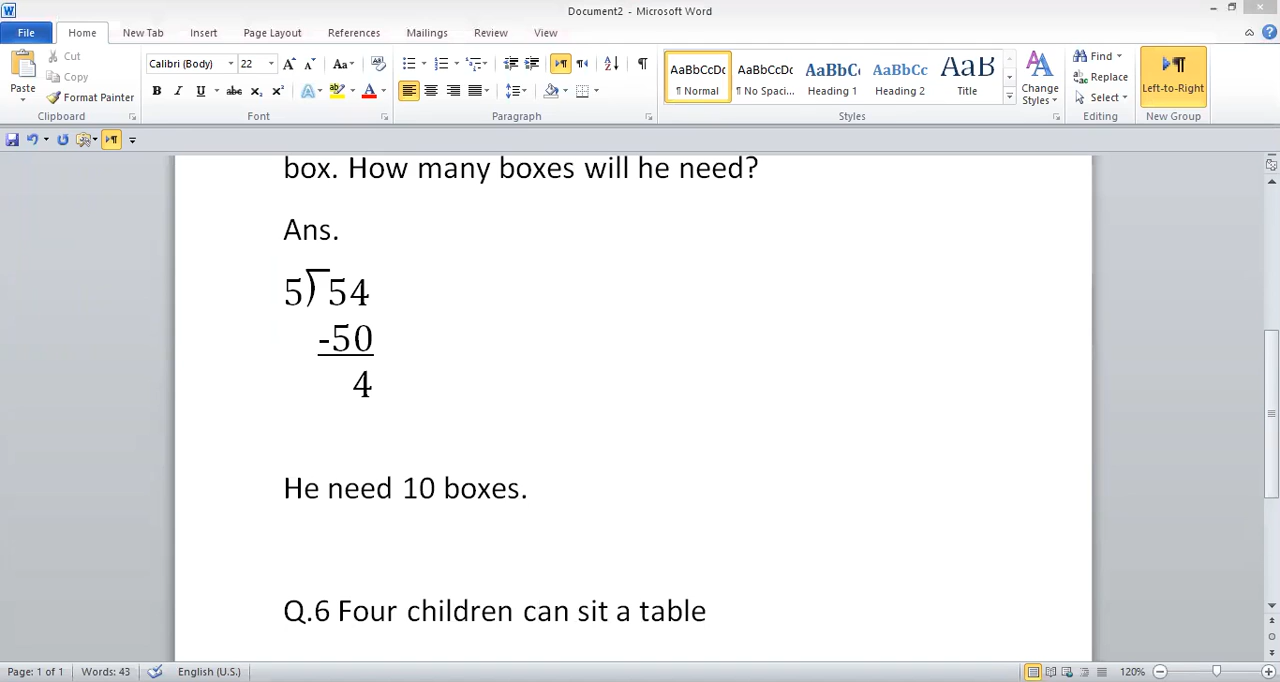 Document2 - Microsoft Word
File Home New Tab Insert Page Layout References Mailings Review View
Cut
Copy
Format Painter
Paste
Clipboard
Calibri (Body) 22
Font
Paragraph
AaBbCcDc AaBbCcDc AaBbC AaBbCc AaB
¶ Normal ¶ No Spaci... Heading 1 Heading 2 Title
Change Styles
Styles
Find
Replace
Select
Editing
Left-to-Right
New Group
box. How many boxes will he need?
Ans.
5) 54
-50
4
He need 10 boxes.
Q.6 Four children can sit a table
Page: 1 of 1 Words: 43 English (U.S.) 120%